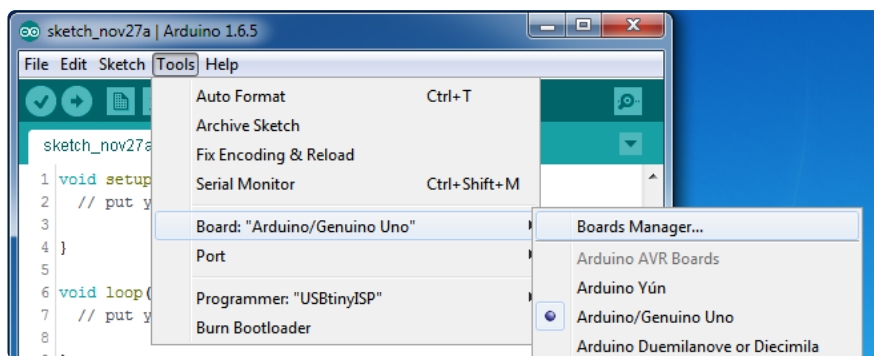 sketch_nov27a | Arduino 1.6.5
File Edit Sketch Tools Help
Auto Format Ctrl+T
Archive Sketch
sketch_nov27a
Fix Encoding & Reload
1 void setup
Serial Monitor Ctrl+Shift+M
2 // put y
3
Board: "Arduino/Genuino Uno"
Boards Manager...
4 }
Port
Arduino AVR Boards
5
6 void loop(
Programmer: "USBtinyISP"
Arduino Yún
7 // put y
Arduino/Genuino Uno
8
Burn Bootloader
Arduino Duemilanove or Diecimila